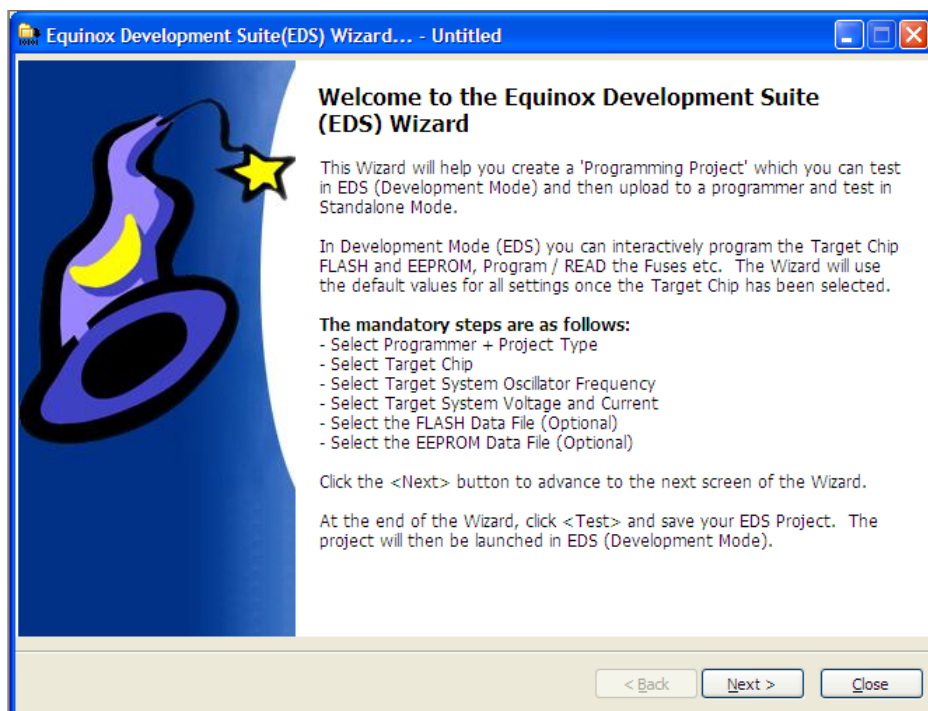 Equinox Development Suite(EDS) Wizard... - Untitled
Welcome to the Equinox Development Suite
(EDS) Wizard
This Wizard will help you create a 'Programming Project' which you can test
in EDS (Development Mode) and then upload to a programmer and test in
Standalone Mode.
In Development Mode (EDS) you can interactively program the Target Chip
FLASH and EEPROM, Program / READ the Fuses etc.  The Wizard will use
the default values for all settings once the Target Chip has been selected.
The mandatory steps are as follows:
- Select Programmer + Project Type
- Select Target Chip
- Select Target System Oscillator Frequency
- Select Target System Voltage and Current
- Select the FLASH Data File (Optional)
- Select the EEPROM Data File (Optional)
Click the <Next> button to advance to the next screen of the Wizard.
At the end of the Wizard, click <Test> and save your EDS Project.  The
project will then be launched in EDS (Development Mode).
< Back Next > Close